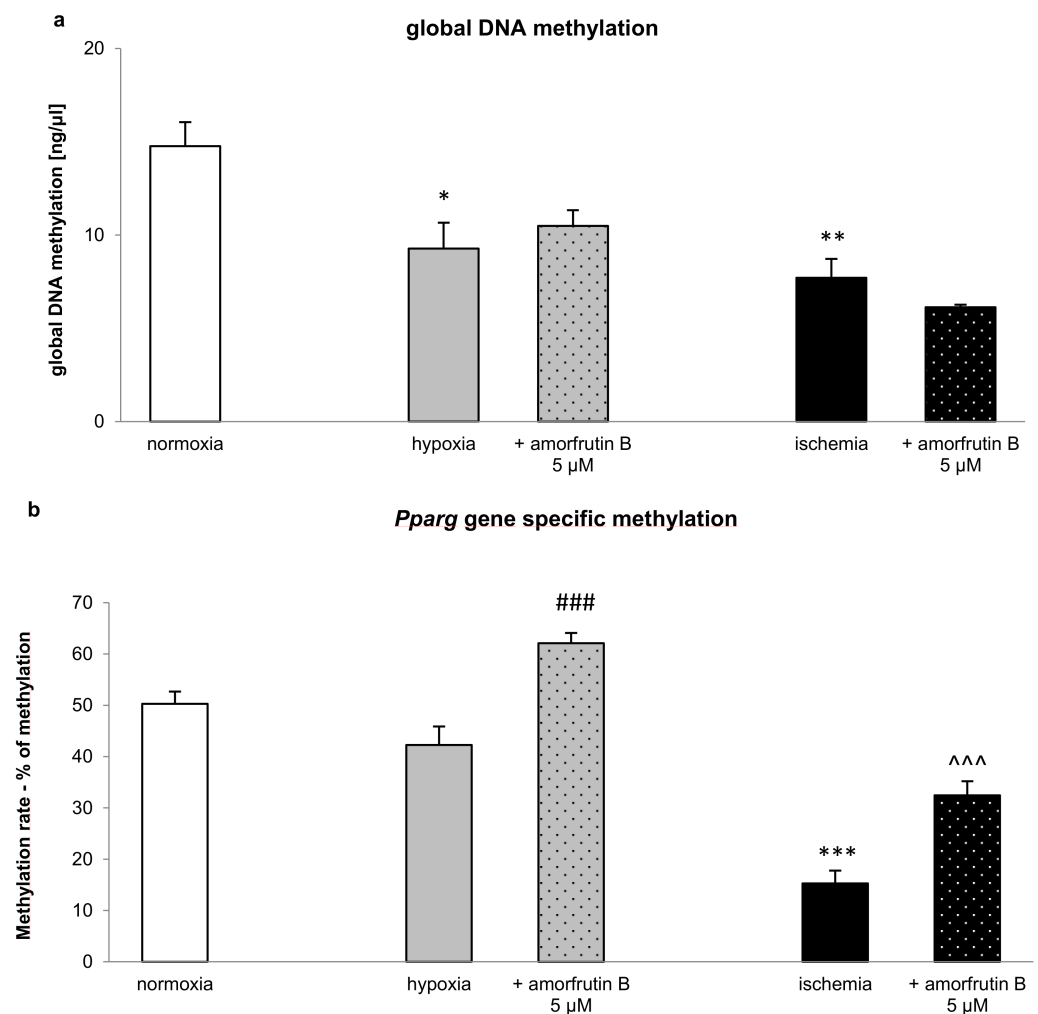 a
global DNA methylation
global DNA methylation [ng/µl]
20
10
0
*
**
normoxia
hypoxia
+ amorfrutin B
5 µM
ischemia
+ amorfrutin B
5 µM
b
Pparg gene specific methylation
Methylation rate - % of methylation
70
60
50
40
30
20
10
0
###
***
^^^
normoxia
hypoxia
+ amorfrutin B
5 µM
ischemia
+ amorfrutin B
5 µM